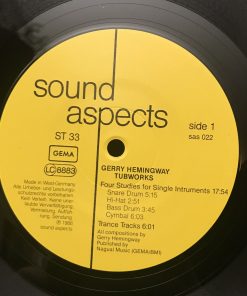 sound
aspects
ST 33
side 1
sas 022
GEMA
LC 8883
GERRY HEMINGWAY
TUBWORKS
Four Studies for Single Instruments 17:54
Snare Drum 5:15
Hi-Hat 2:51
Bass Drum 3:45
Cymbal 6:03
Trance Tracks 6:01
All compositions by
Gerry Hemingway
Published by
Nagual Music (GEMA/BMI)
Made in West-Germany
Alle Urheber- und Leistungs-
schutzrechte vorbehalten.
Kein Verleih. Keine uner-
laubte Vervielfältigung,
Vermietung, Auffüh-
rung, Sendung.
sound aspects